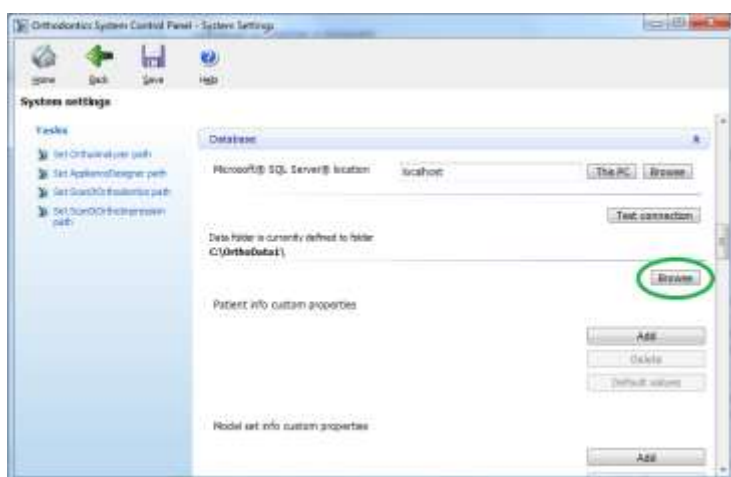 Orthodontics System Control Panel - System Settings
Home Back Save Help
System settings
Tasks
Set OrthoAnalyzer path
Set ApplianceDesigner path
Set ScanItOrthodontics path
Set ScanItOrthoImpression
path
Database
Microsoft® SQL Server® location localhost This PC Browse
Test connection
Data folder is currently defined to folder
C:\OrthoData1\
Browse
Patient info custom properties
Add
Delete
Default values
Model set info custom properties
Add